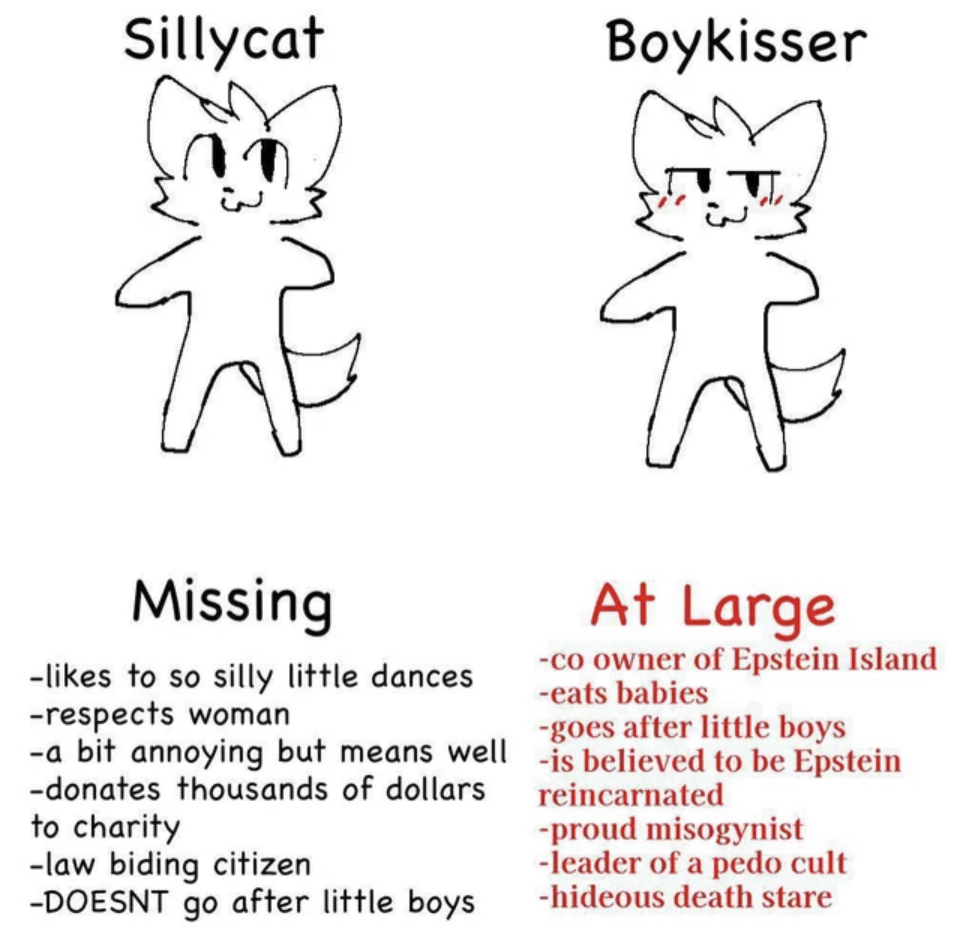 Sillycat
Boykisser
Missing
-likes to so silly little dances
-respects woman
-a bit annoying but means well
-donates thousands of dollars
to charity
-law biding citizen
-DOESNT go after little boys
At Large
-co owner of Epstein Island
-eats babies
-goes after little boys
-is believed to be Epstein
reincarnated
-proud misogynist
-leader of a pedo cult
-hideous death stare